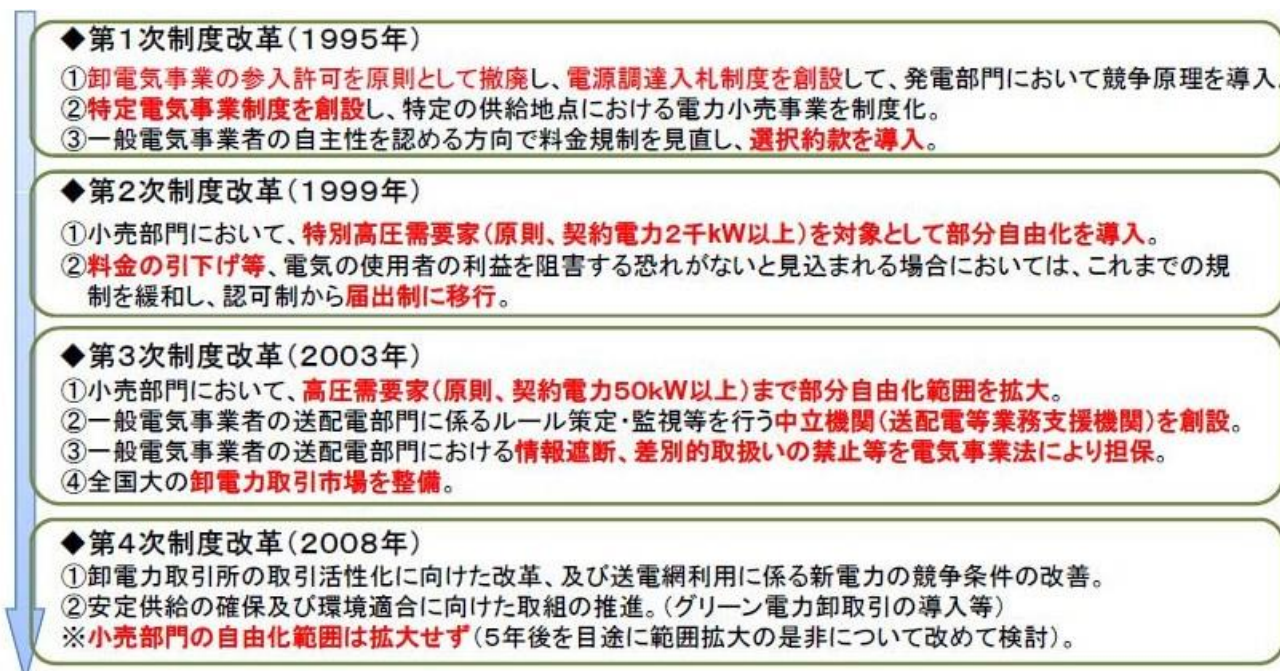 ◆第1次制度改革(1995年)
①卸電気事業の参入許可を原則として撤廃し、電源調達入札制度を創設して、発電部門において競争原理を導入。
②特定電気事業制度を創設し、特定の供給地点における電力小売事業を制度化。
③一般電気事業者の自主性を認める方向で料金規制を見直し、選択約款を導入。
◆第2次制度改革(1999年)
①小売部門において、特別高圧需要家(原則、契約電力2千kW以上)を対象として部分自由化を導入。
②料金の引下げ等、電気の使用者の利益を阻害する恐れがないと見込まれる場合においては、これまでの規
制を緩和し、認可制から届出制に移行。
◆第3次制度改革(2003年)
①小売部門において、高圧需要家(原則、契約電力50kW以上)まで部分自由化範囲を拡大。
②一般電気事業者の送配電部門に係るルール策定・監視等を行う中立機関(送配電等業務支援機関)を創設。
③一般電気事業者の送配電部門における情報遮断、差別的取扱いの禁止等を電気事業法により担保。
④全国大の卸電力取引市場を整備。
◆第4次制度改革(2008年)
①卸電力取引所の取引活性化に向けた改革、及び送電網利用に係る新電力の競争条件の改善。
②安定供給の確保及び環境適合に向けた取組の推進。(グリーン電力卸取引の導入等)
※小売部門の自由化範囲は拡大せず(5年後を目途に範囲拡大の是非について改めて検討)。